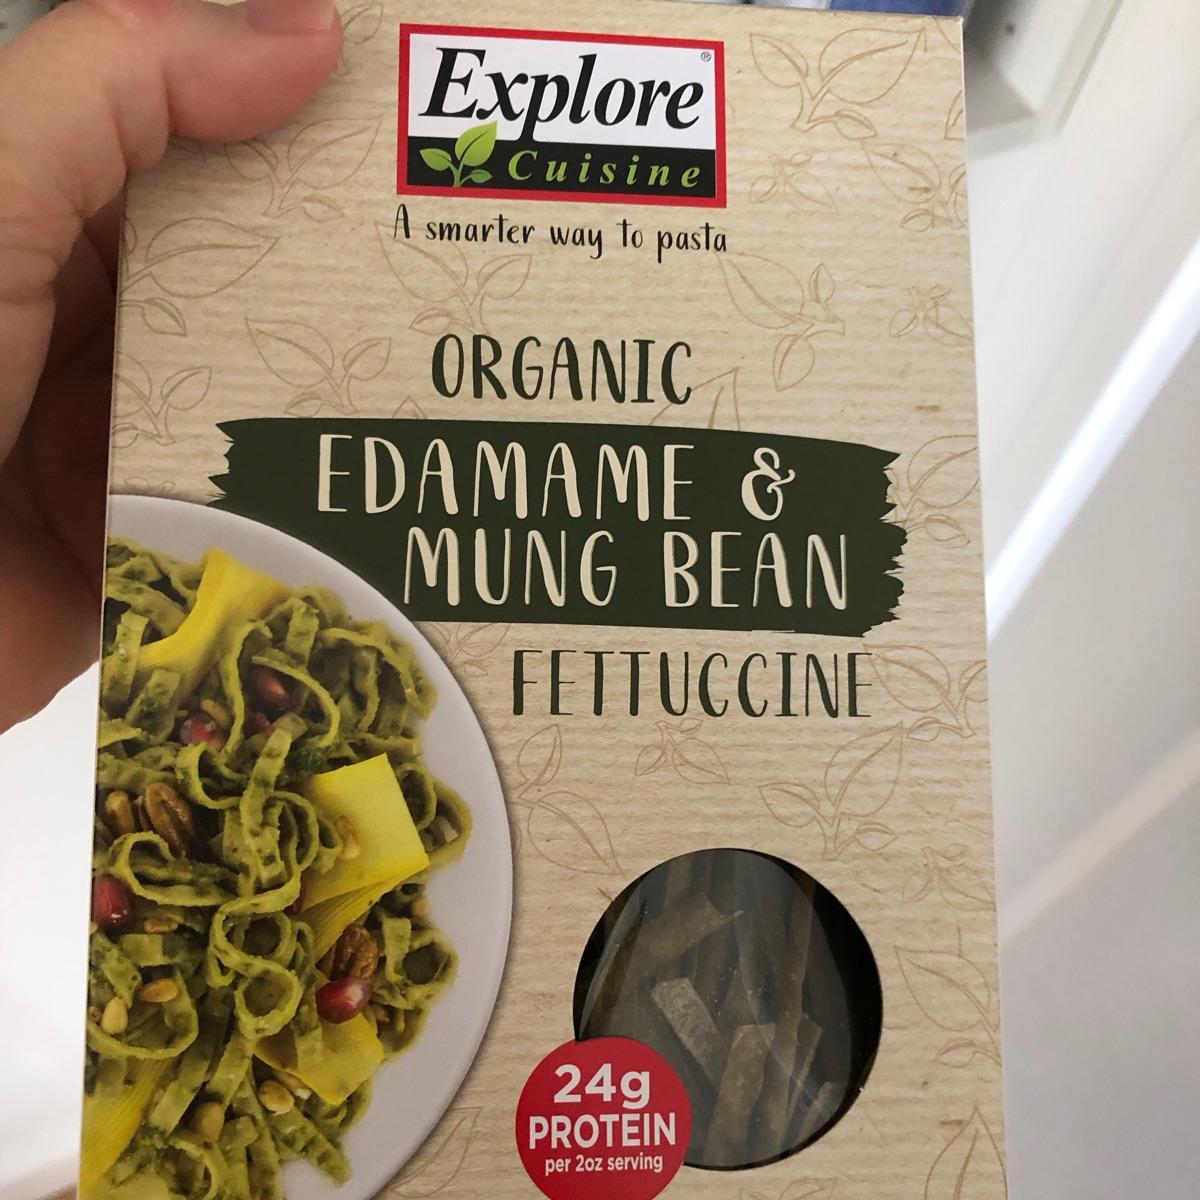 Explore®
Cuisine
A smarter way to pasta
ORGANIC
EDAMAME &
MUNG BEAN
FETTUCCINE
24g
PROTEIN
per 2oz serving